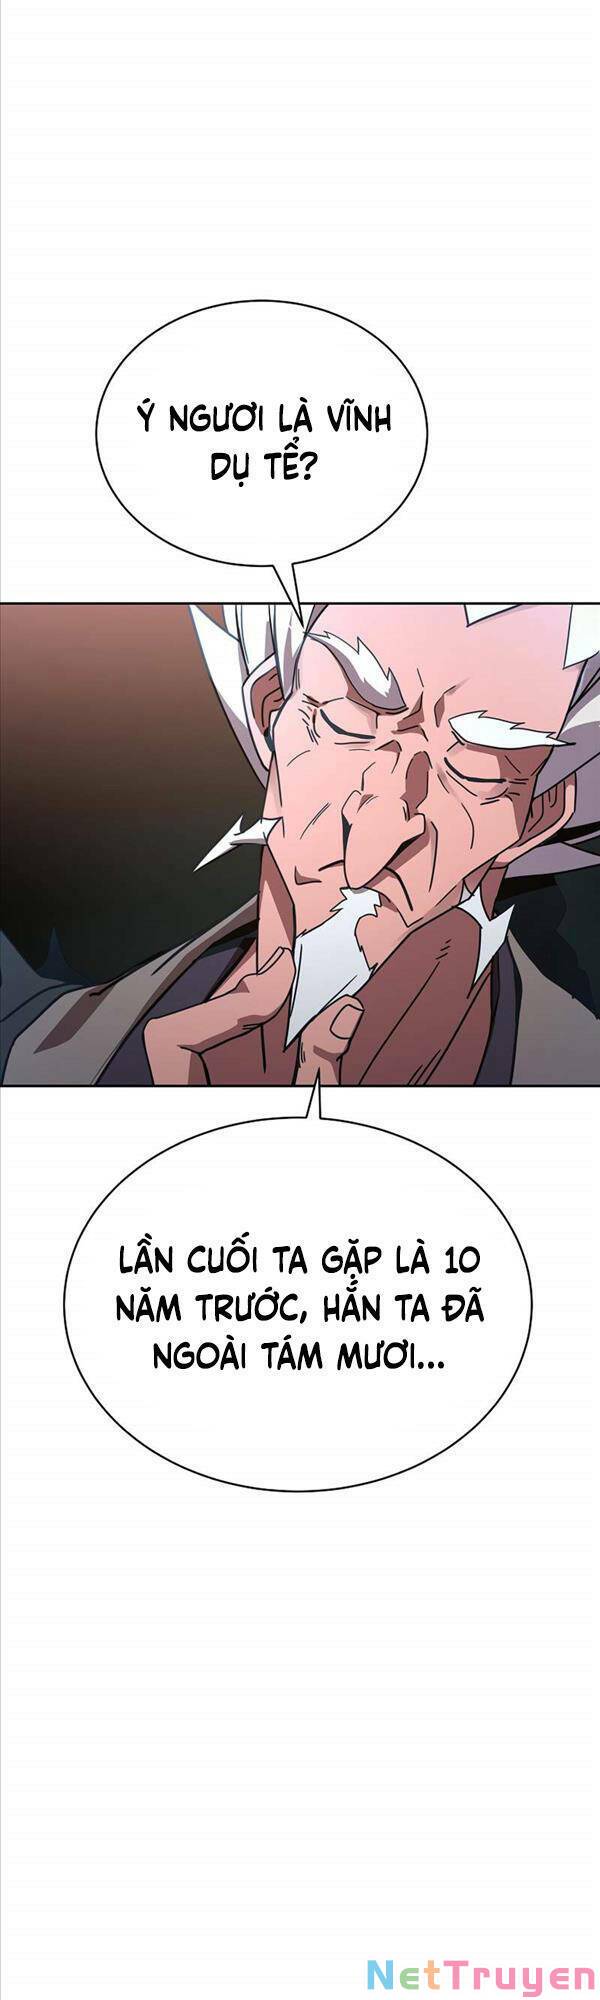 Ý NGƯƠI LÀ VĨNH
DỤ TỂ?
LẦN CUỐI TA GẶP LÀ 10
NĂM TRƯỚC, HẮN TA ĐÃ
NGOÀI TÁM MƯƠI...
NetTruyen